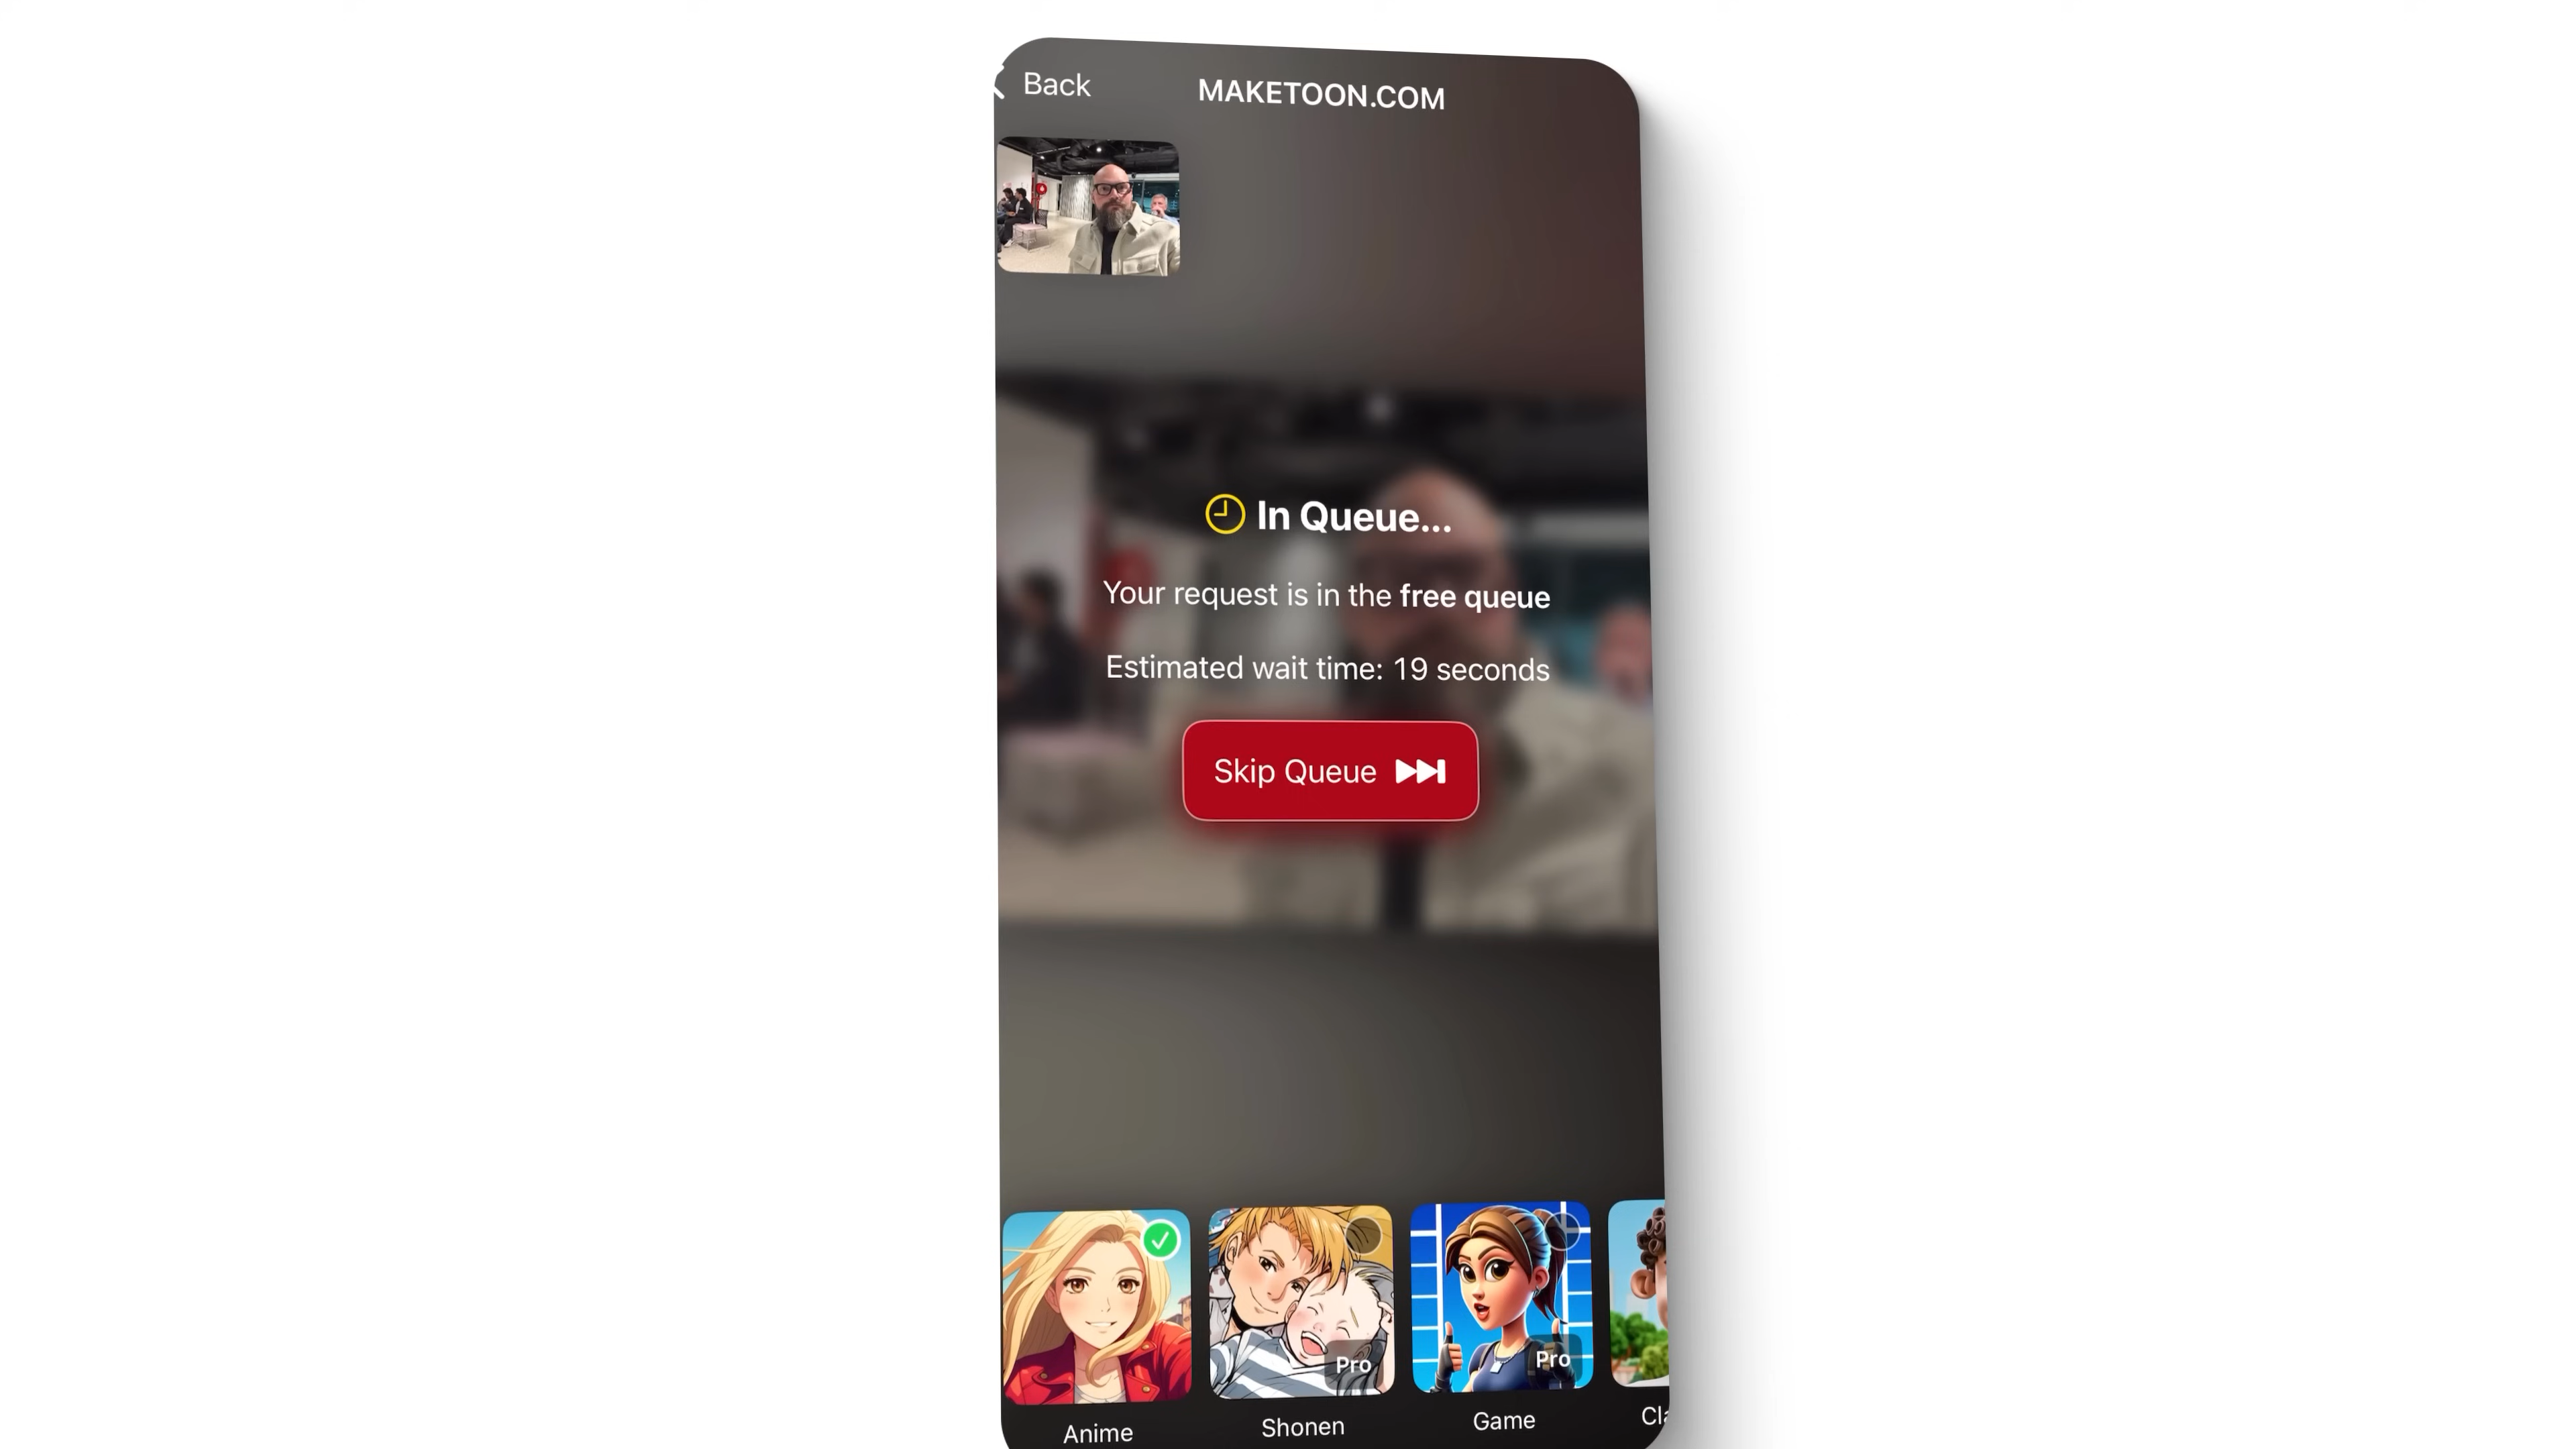 Back
MAKETOON.COM
In Queue...
Your request is in the free queue
Estimated wait time: 19 seconds
Skip Queue
Pro
Pro
Anime
Shonen
Game